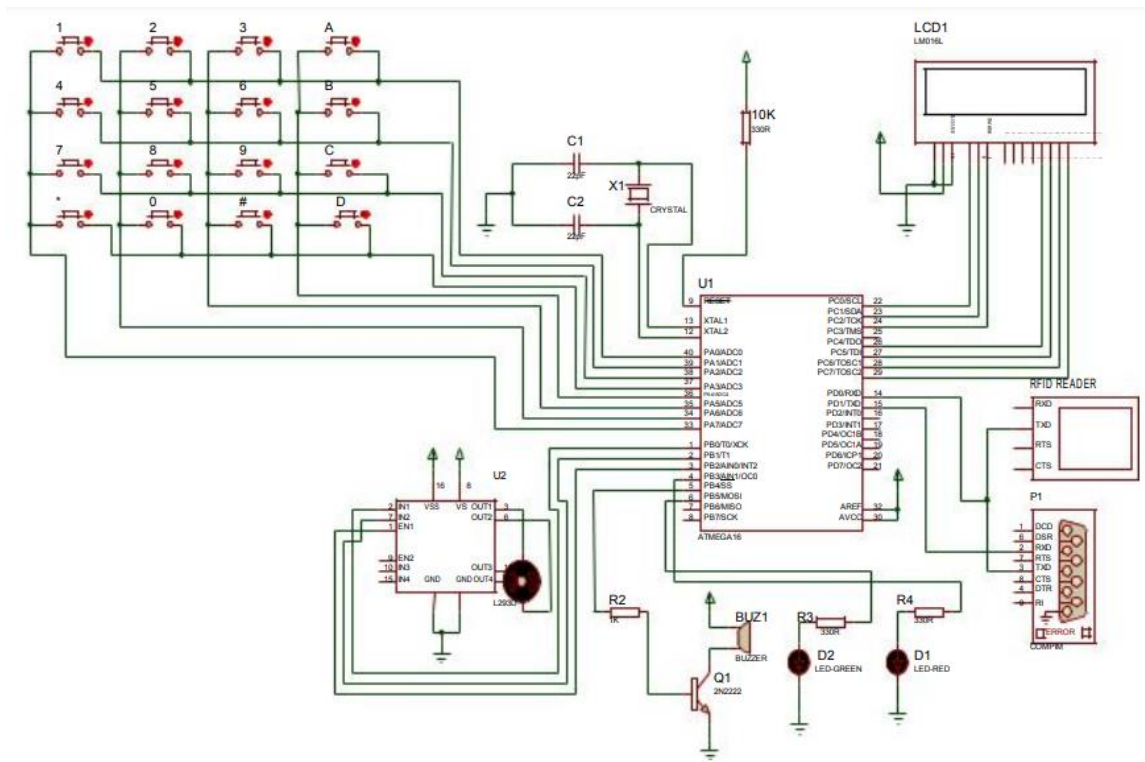 1 2 3 A
4 5 6 B
7 8 9 C
* 0 # D
10K
330R
LCD1
LM016L
C1
22pF
C2
22pF
X1
CRYSTAL
U1
9 RESET
13 XTAL1
12 XTAL2
40 PA0/ADC0
39 PA1/ADC1
38 PA2/ADC2
37 PA3/ADC3
36
35 PA5/ADC5
34 PA6/ADC6
33 PA7/ADC7
1 PB0/T0/XCK
2 PB1/T1
3 PB2/AIN0/INT2
4 PB3/AIN1/OC0
5 PB4/SS
6 PB5/MOSI
7 PB6/MISO
8 PB7/SCK
PC0/SCL 22
PC1/SDA 23
PC2/TCK 24
PC3/TMS 25
PC4/TDO 26
PC5/TDI 27
PC6/TOSC1 28
PC7/TOSC2 29
PD0/RXD 14
PD1/TXD 15
PD2/INT0 16
PD3/INT1 17
PD4/OC1B 18
PD5/OC1A 19
PD6/ICP1 20
PD7/OC2 21
AREF 32
AVCC 30
ATMEGA16
RFID READER
RXD
TXD
RTS
CTS
P1
1 DCD
6 DSR
2 RXD
7 RTS
3 TXD
8 CTS
4 DTR
9 RI
ERROR
COMPIM
U2
16 8
2 IN1 VSS VS OUT1 3
7 IN2 OUT2 6
1 EN1
9 EN2
10 IN3 OUT3
15 IN4 GND GND OUT4
L293D
R2
1K
BUZ1
BUZZER
Q1
2N2222
R3
330R
D2
LED-GREEN
R4
330R
D1
LED-RED